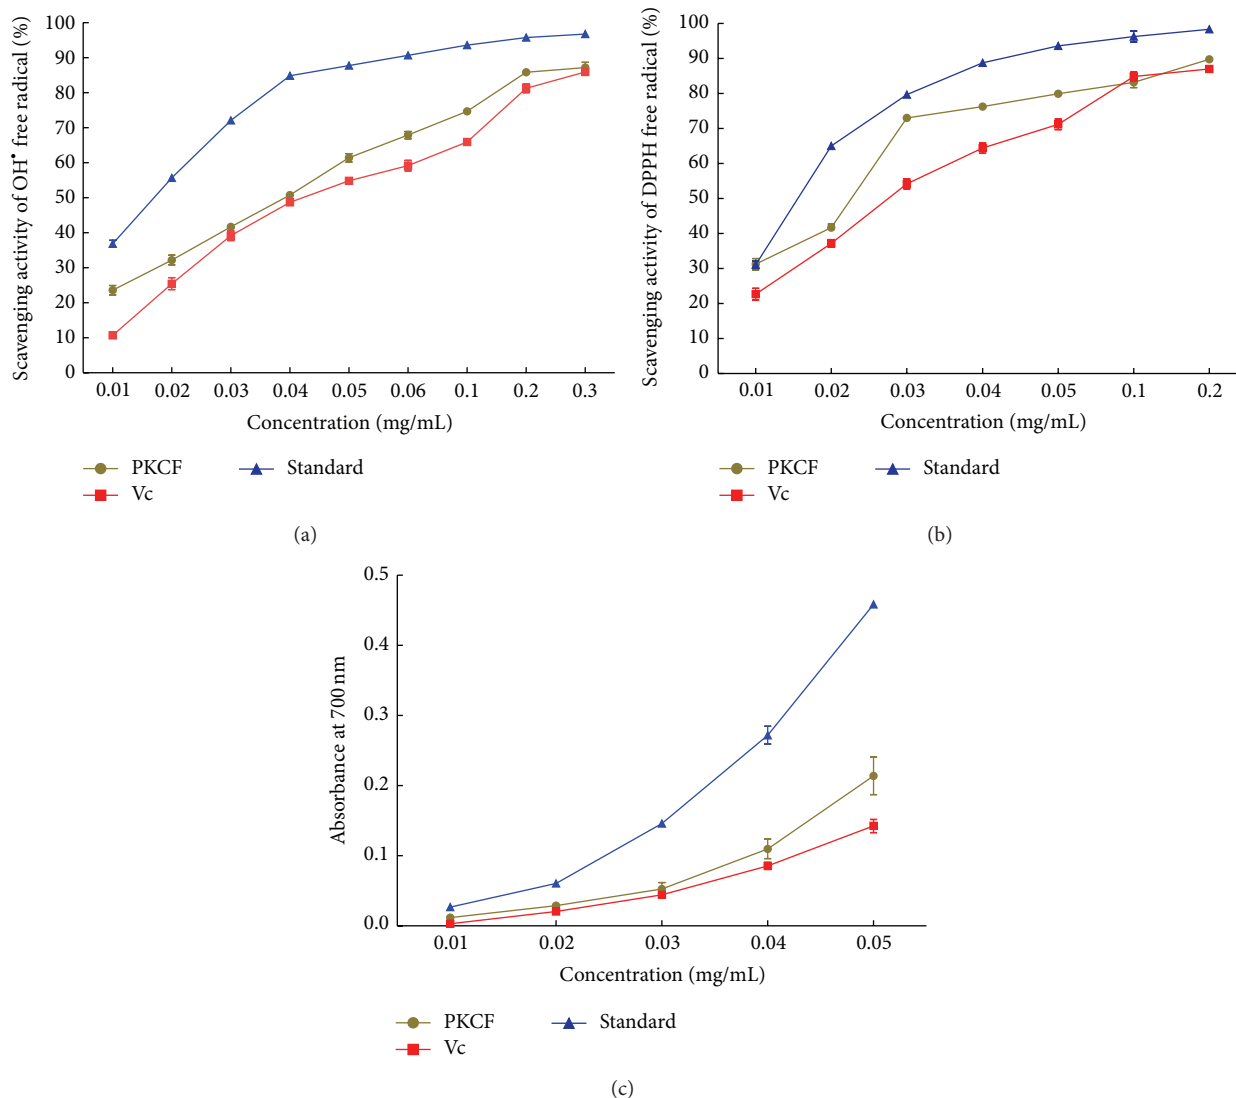 Scavenging activity of OH• free radical (%)
100
90
80
70
60
50
40
30
20
10
0
0.01 0.02 0.03 0.04 0.05 0.06 0.1 0.2 0.3
Concentration (mg/mL)
PKCF Standard
Vc
(a)
Scavenging activity of DPPH free radical (%)
100
90
80
70
60
50
40
30
20
10
0
0.01 0.02 0.03 0.04 0.05 0.1 0.2
Concentration (mg/mL)
PKCF Standard
Vc
(b)
Absorbance at 700 nm
0.5
0.4
0.3
0.2
0.1
0.0
0.01 0.02 0.03 0.04 0.05
Concentration (mg/mL)
PKCF Standard
Vc
(c)